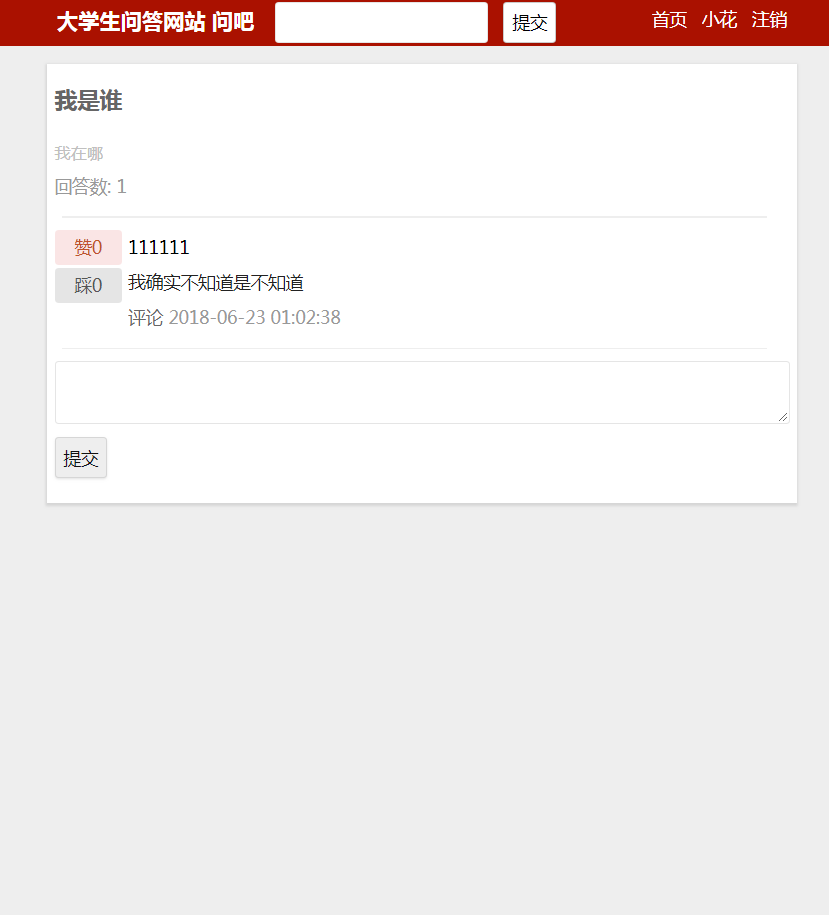 大学生问答网站 问吧 提交 首页 小花 注销
我是谁
我在哪
回答数: 1
赞0 111111
踩0 我确实不知道是不知道
评论 2018-06-23 01:02:38
提交